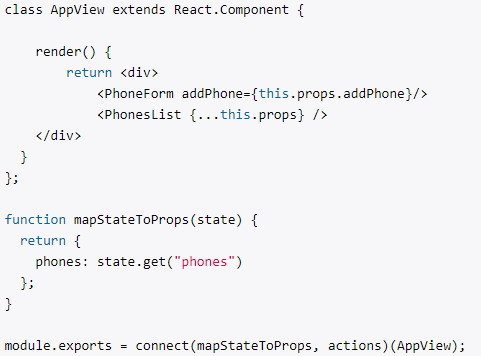 class AppView extends React.Component {
    render() {
        return <div>
            <PhoneForm addPhone={this.props.addPhone}/>
            <PhonesList {...this.props} />
    </div>
  }
};
function mapStateToProps(state) {
  return {
    phones: state.get("phones")
  };
}
module.exports = connect(mapStateToProps, actions)(AppView);